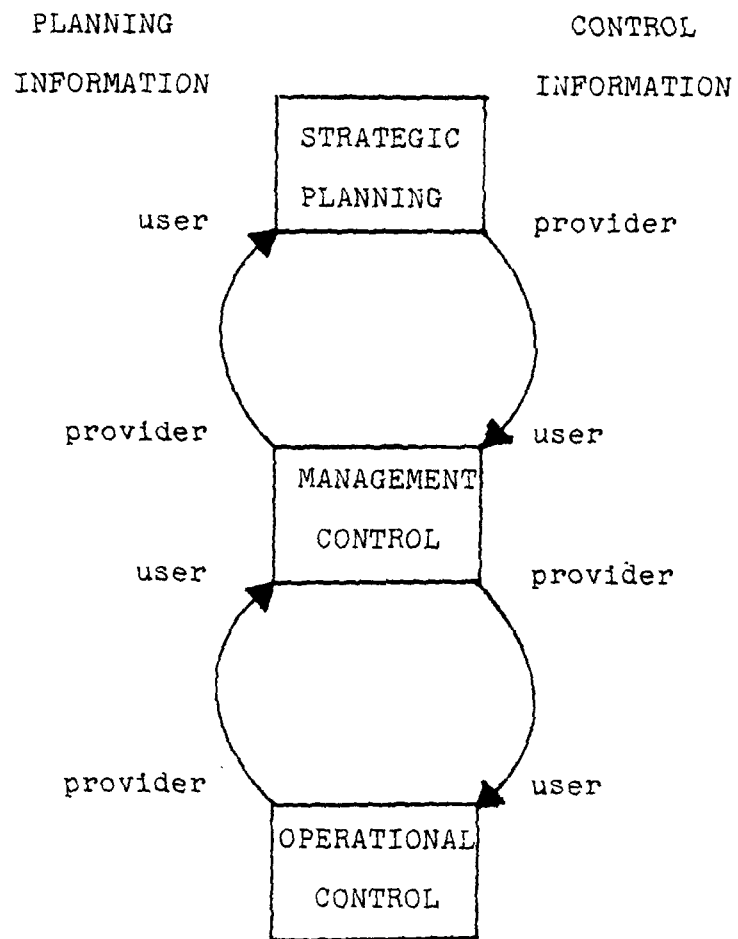 PLANNING
INFORMATION
CONTROL
INFORMATION
STRATEGIC
PLANNING
user
provider
provider
user
MANAGEMENT
CONTROL
user
provider
provider
user
OPERATIONAL
CONTROL